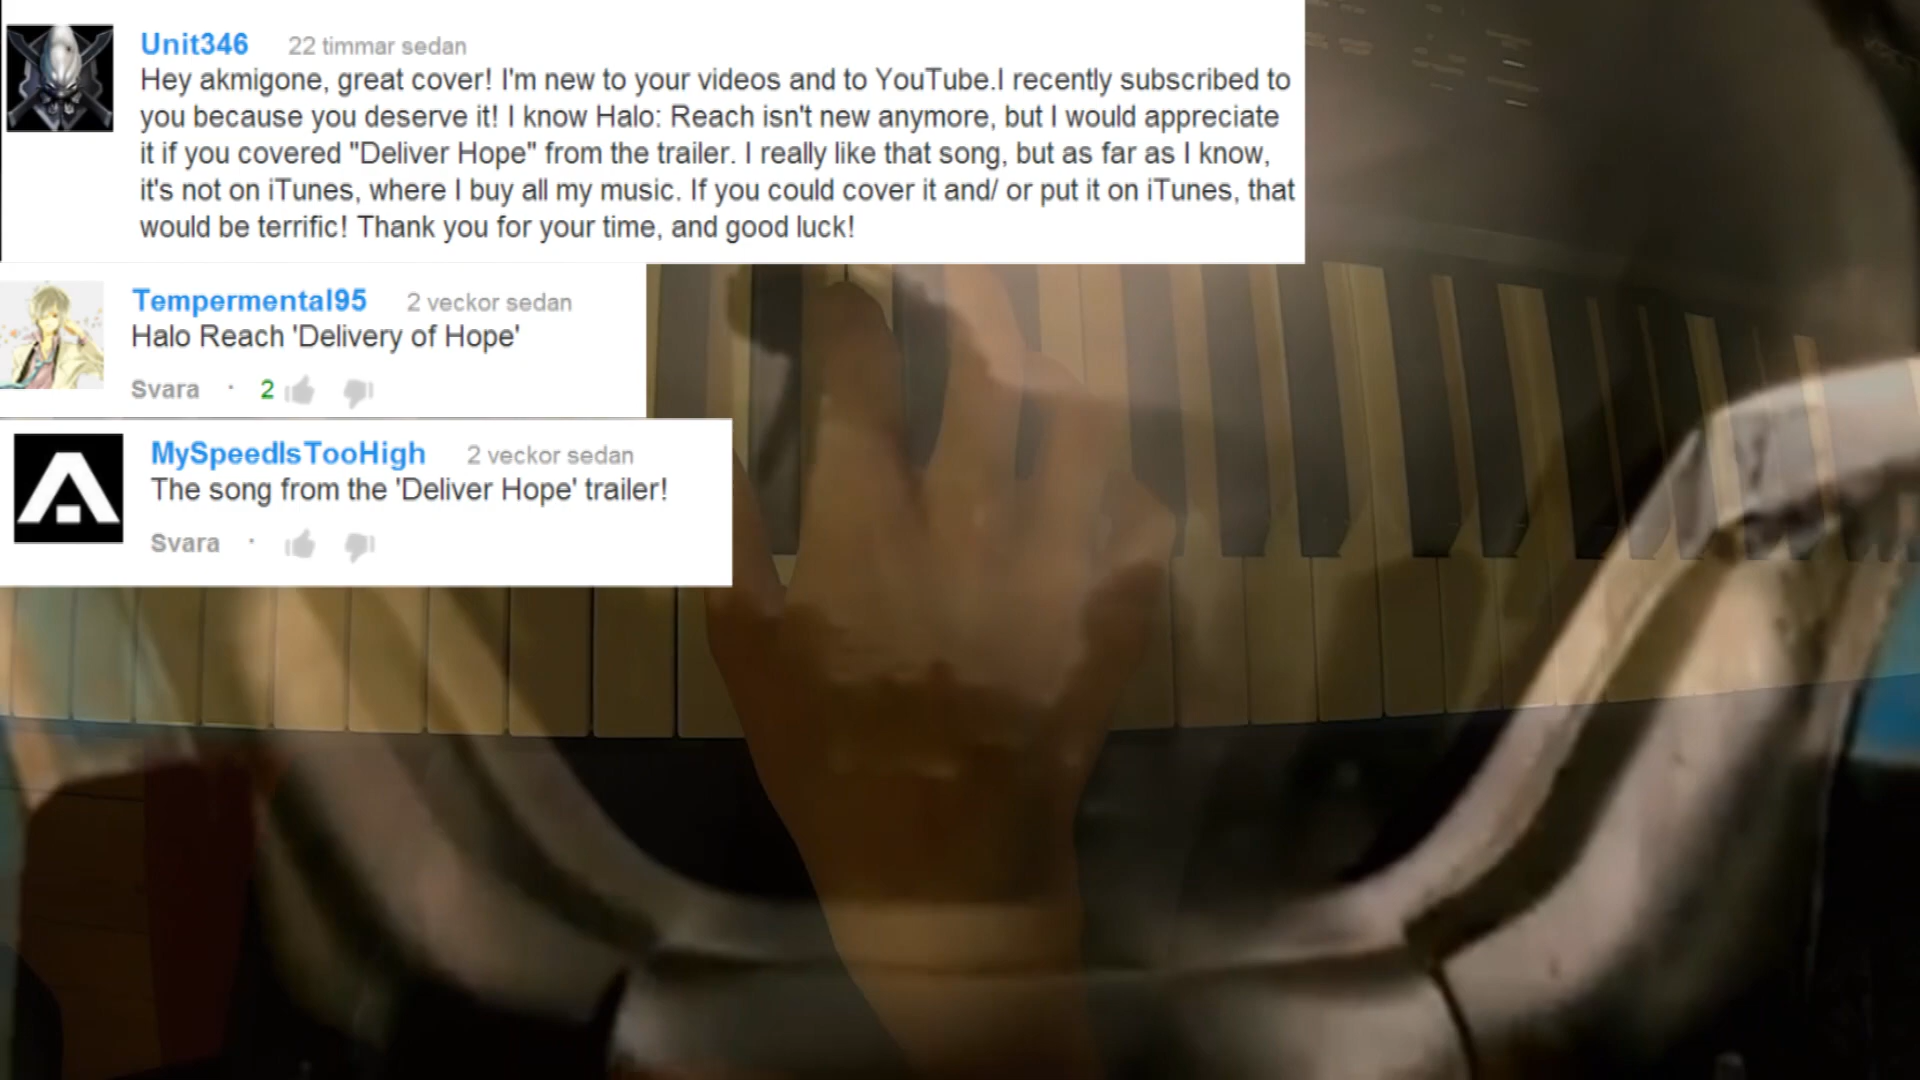 Unit346 22 timmar sedan
Hey akmigone, great cover! I'm new to your videos and to YouTube.I recently subscribed to
you because you deserve it! I know Halo: Reach isn't new anymore, but I would appreciate
it if you covered "Deliver Hope" from the trailer. I really like that song, but as far as I know,
it's not on iTunes, where I buy all my music. If you could cover it and/ or put it on iTunes, that
would be terrific! Thank you for your time, and good luck!
Tempermental95 2 veckor sedan
Halo Reach 'Delivery of Hope'
Svara · 2
MySpeedIsTooHigh 2 veckor sedan
The song from the 'Deliver Hope' trailer!
Svara ·